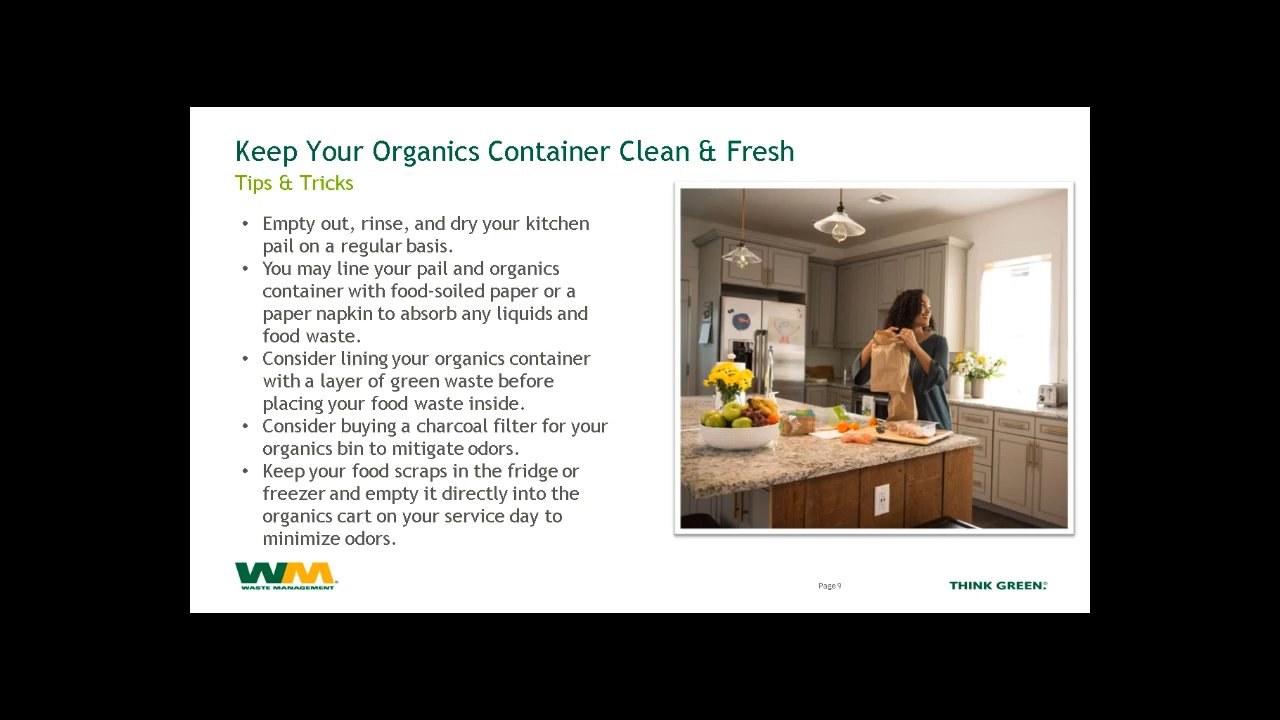 Keep Your Organics Container Clean & Fresh
Tips & Tricks
• Empty out, rinse, and dry your kitchen
pail on a regular basis.
• You may line your pail and organics
container with food-soiled paper or a
paper napkin to absorb any liquids and
food waste.
• Consider lining your organics container
with a layer of green waste before
placing your food waste inside.
• Consider buying a charcoal filter for your
organics bin to mitigate odors.
• Keep your food scraps in the fridge or
freezer and empty it directly into the
organics cart on your service day to
minimize odors.
WM
WASTE MANAGEMENT
Page 9
THINK GREEN.®